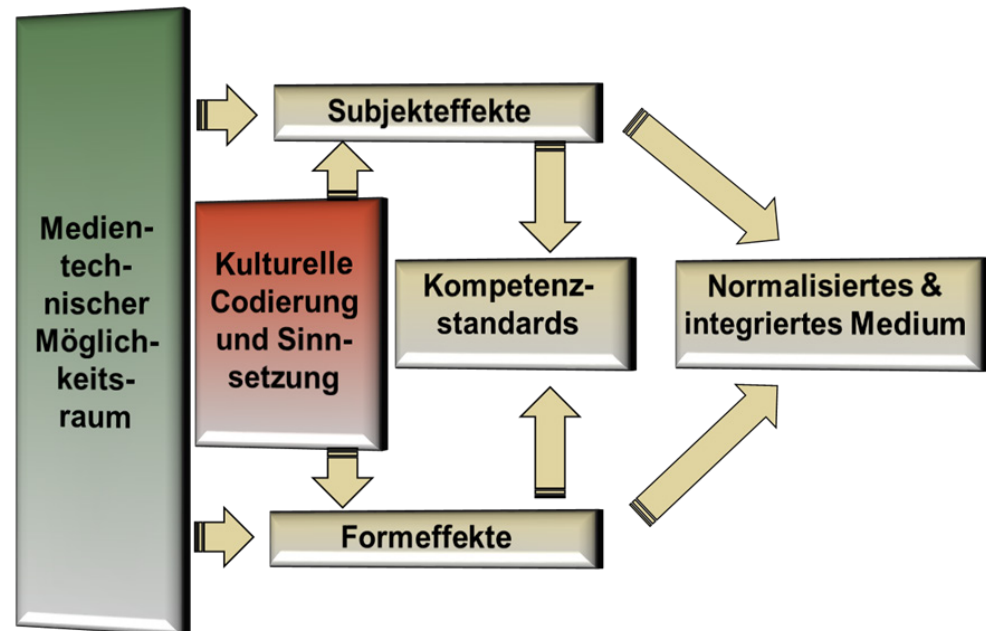 Medien-
tech-
nischer
Möglich-
keits-
raum
Subjekteffekte
Kulturelle
Codierung
und Sinn-
setzung
Kompetenz-
standards
Normalisiertes &
integriertes Medium
Formeffekte